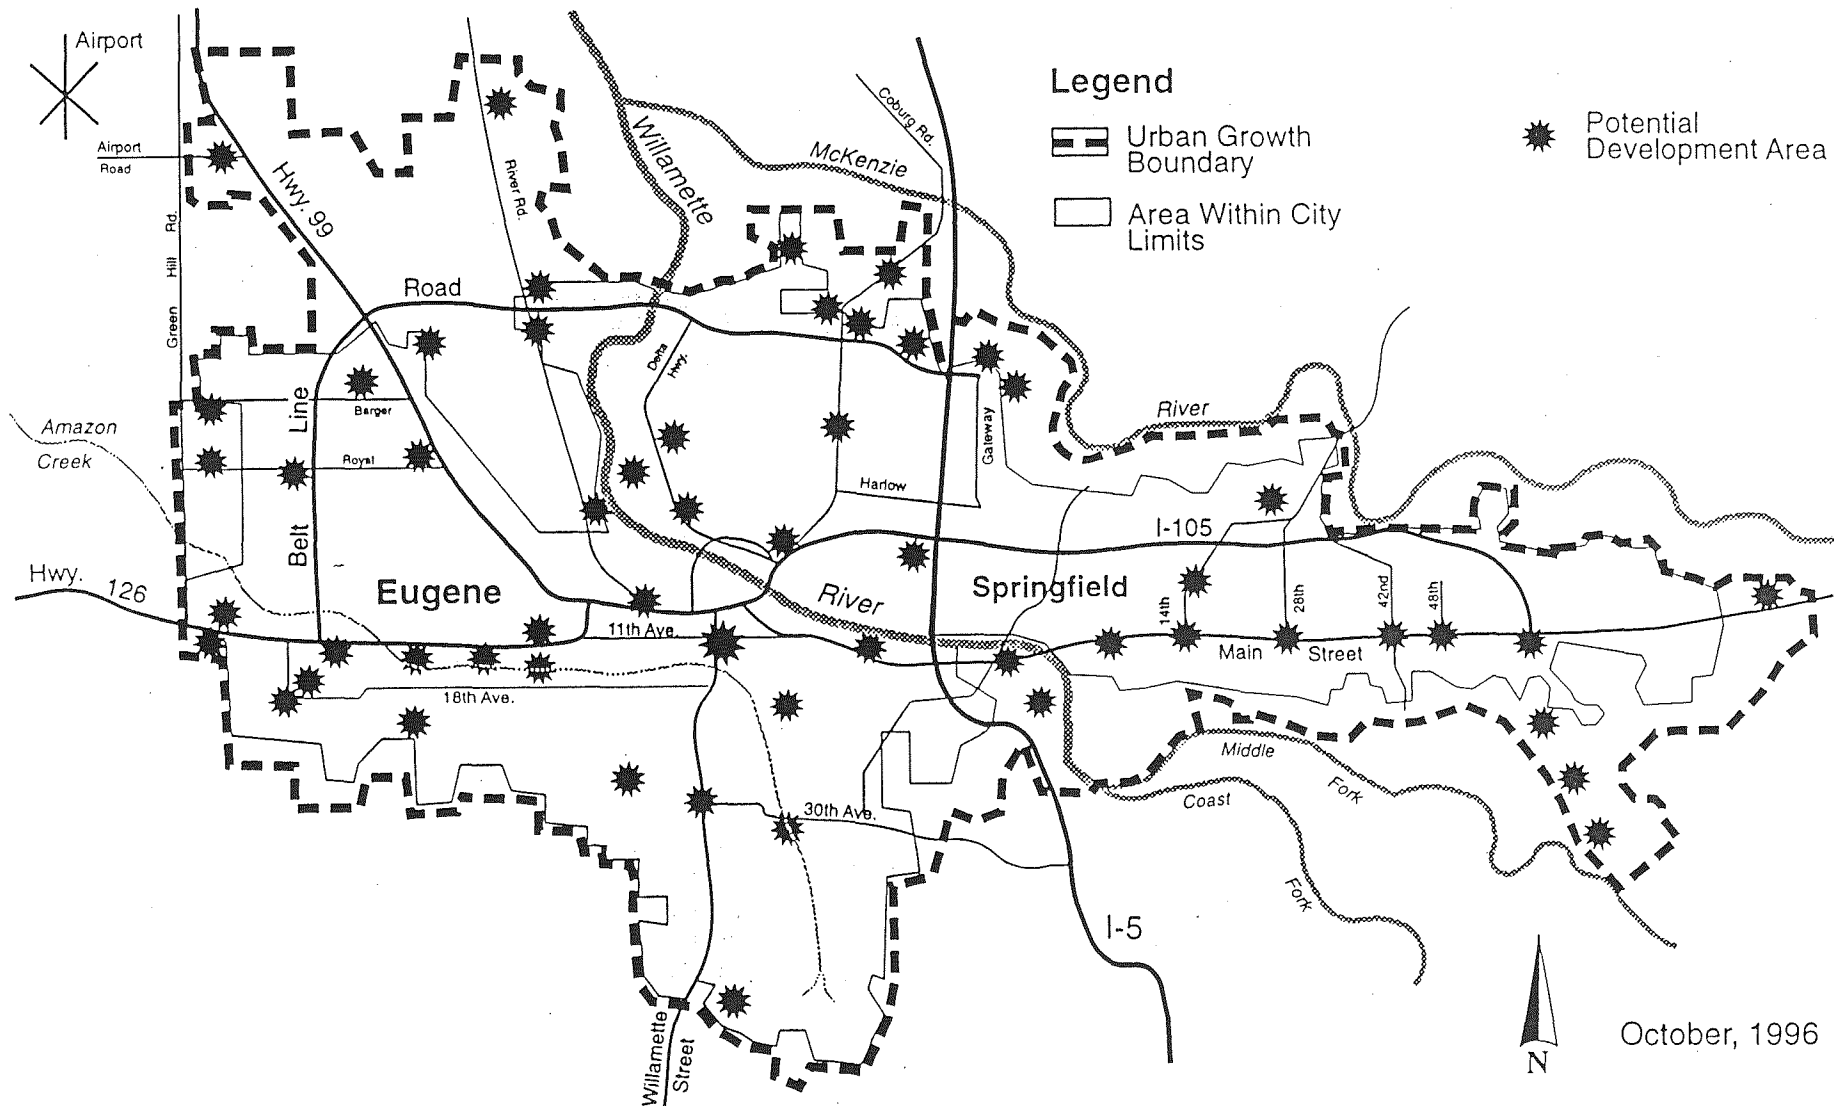 Airport
Airport
Road
Green Hill Rd.
Hwy. 99
River Rd.
Willamette
McKenzie
Coburg Rd.
Legend
Urban Growth
Boundary
Area Within City
Limits
Potential
Development Area
Road
Delta
Hwy.
Belt Line
Barger
Royal
Amazon
Creek
Gateway
Harlow
River
I-105
Hwy. 126
Eugene
River
Springfield
11th Ave.
14th
28th
42nd
48th
Main Street
18th Ave.
30th Ave.
Middle
Fork
Coast
Fork
I-5
Willamette
Street
N
October, 1996